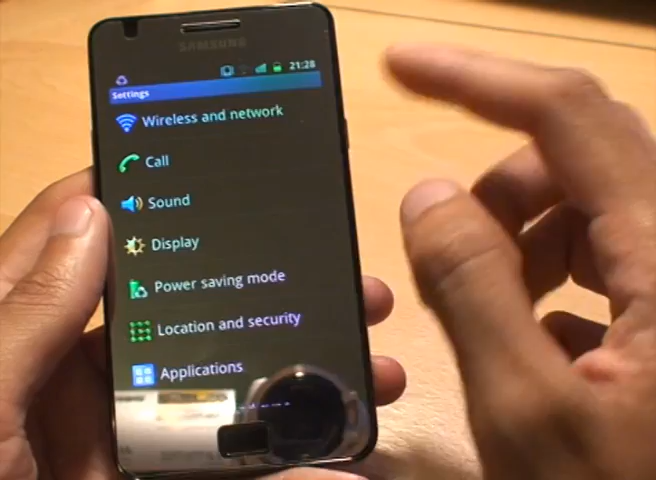 SAMSUNG
21:28
Settings
Wireless and network
Call
Sound
Display
Power saving mode
Location and security
Applications